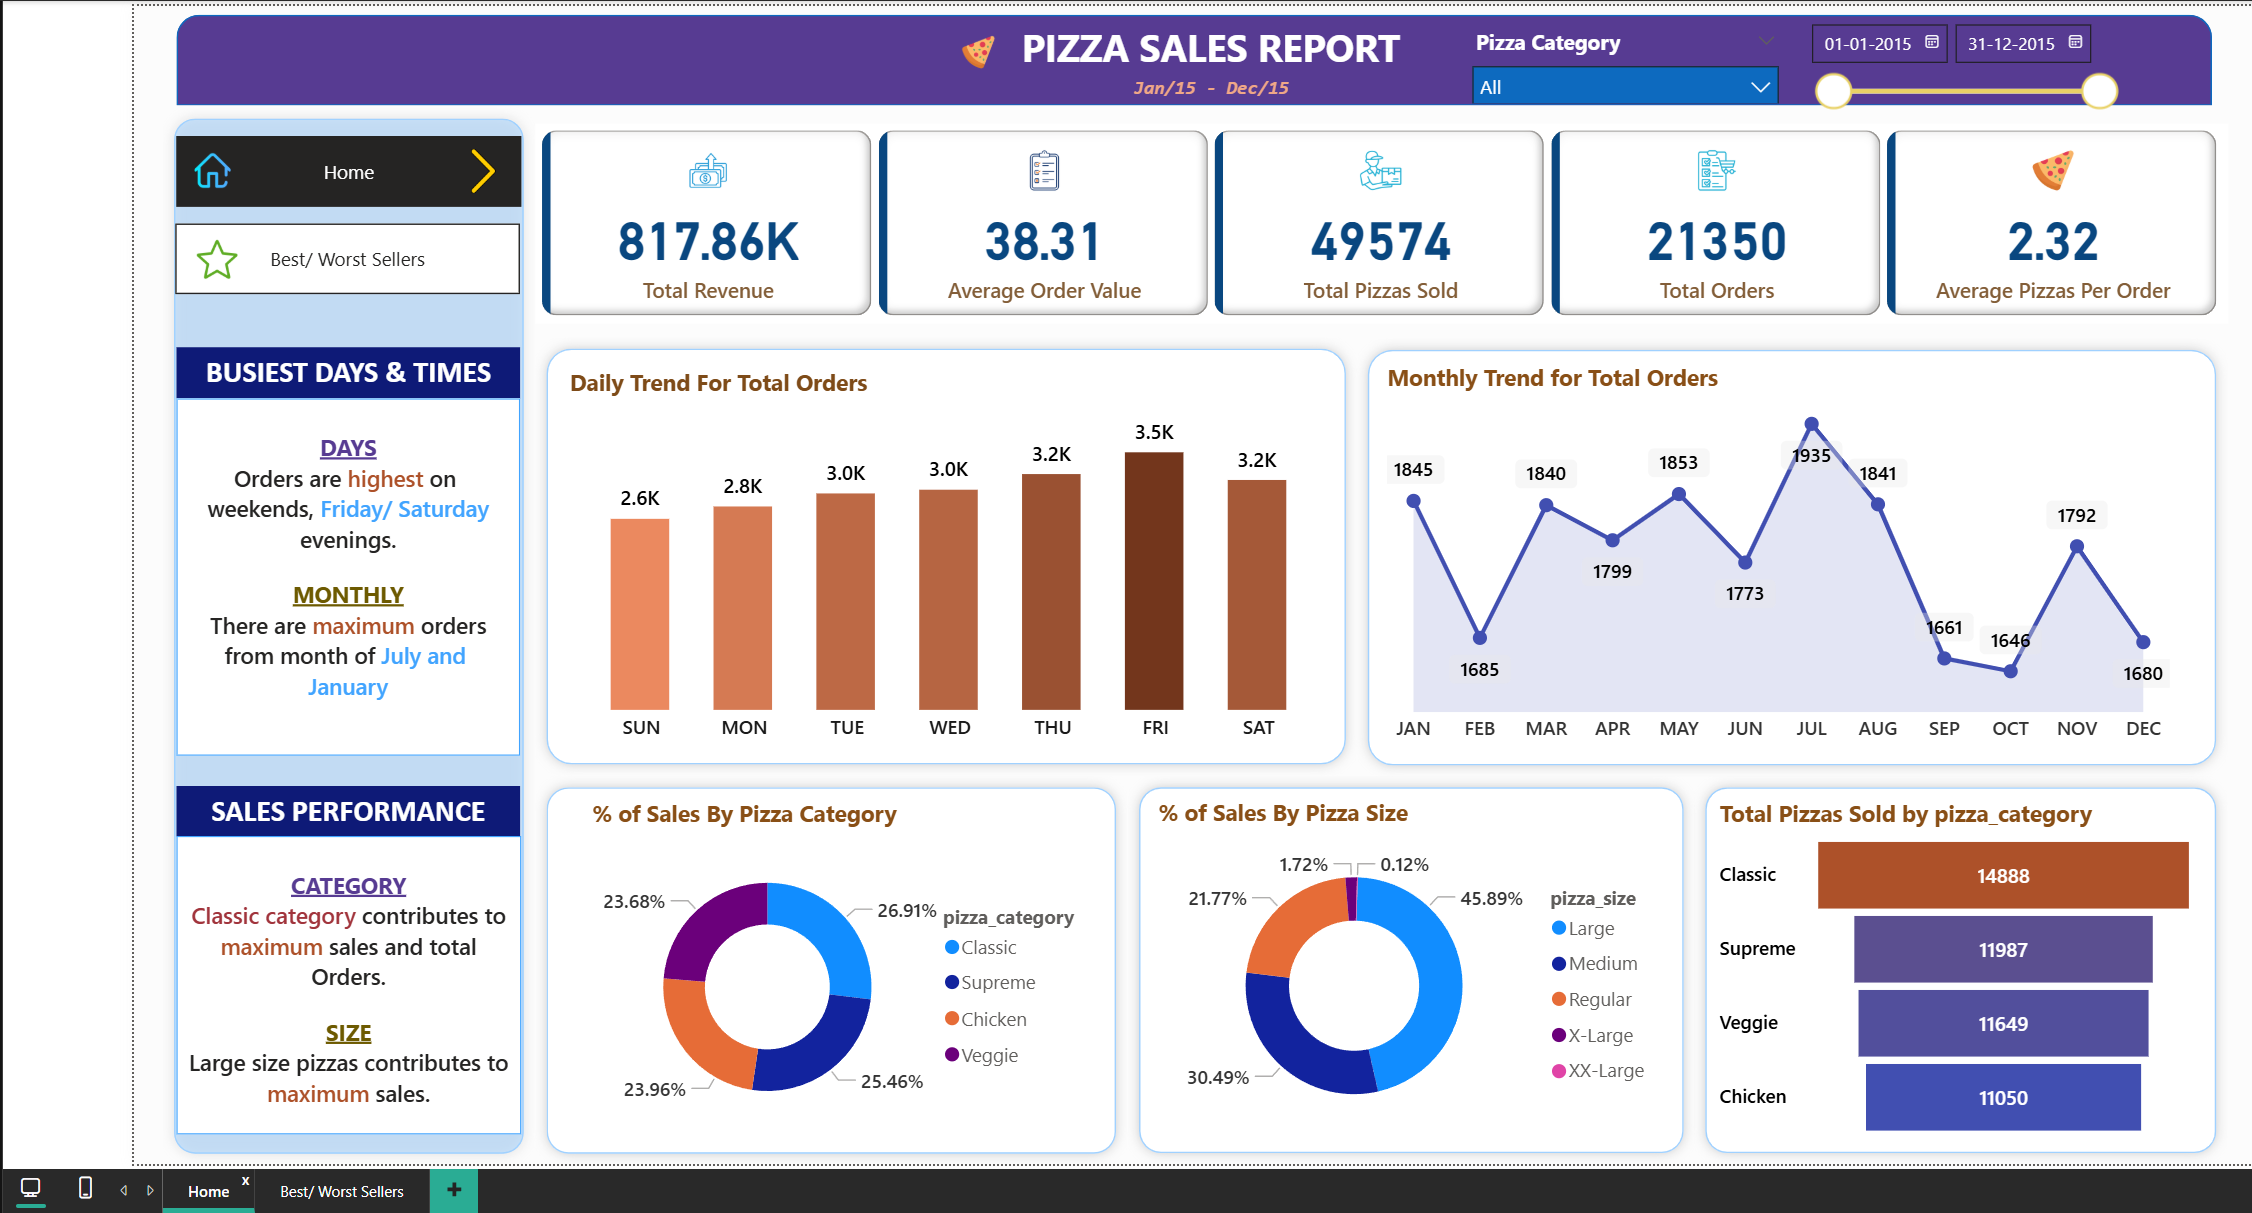 PIZZA SALES REPORT
Jan/15 - Dec/15
Pizza Category
All
01-01-2015
31-12-2015
Home
Best/ Worst Sellers
817.86K
Total Revenue
38.31
Average Order Value
49574
Total Pizzas Sold
21350
Total Orders
2.32
Average Pizzas Per Order
BUSIEST DAYS & TIMES
DAYS
Orders are highest on
weekends, Friday/ Saturday
evenings.
MONTHLY
There are maximum orders
from month of July and
January
SALES PERFORMANCE
CATEGORY
Classic category contributes to
maximum sales and total
Orders.
SIZE
Large size pizzas contributes to
maximum sales.
Daily Trend For Total Orders
2.6K
2.8K
3.0K
3.0K
3.2K
3.5K
3.2K
SUN MON TUE WED THU FRI SAT
Monthly Trend for Total Orders
1845
1685
1840
1799
1853
1773
1935
1841
1661
1646
1792
1680
JAN FEB MAR APR MAY JUN JUL AUG SEP OCT NOV DEC
% of Sales By Pizza Category
23.68%
26.91%
23.96%
25.46%
pizza_category
Classic
Supreme
Chicken
Veggie
% of Sales By Pizza Size
1.72%
0.12%
21.77%
45.89%
30.49%
pizza_size
Large
Medium
Regular
X-Large
XX-Large
Total Pizzas Sold by pizza_category
Classic 14888
Supreme 11987
Veggie 11649
Chicken 11050
Home x
Best/ Worst Sellers
+